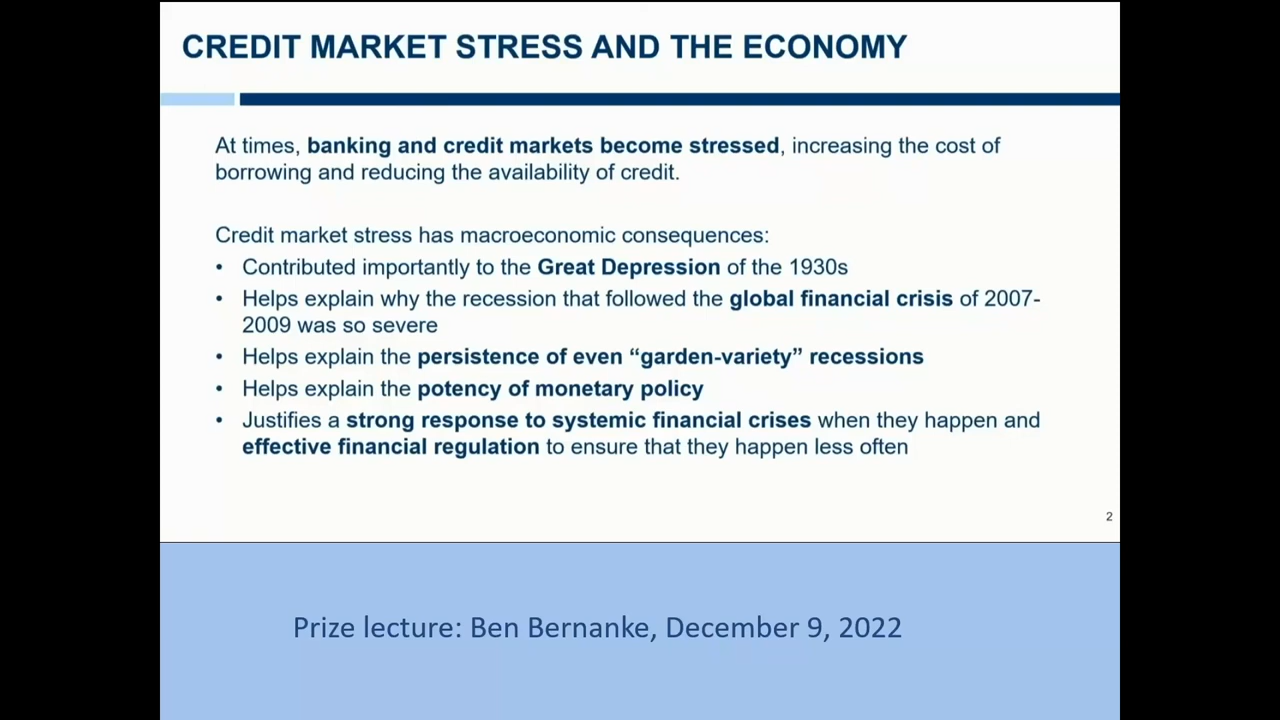 CREDIT MARKET STRESS AND THE ECONOMY
At times, banking and credit markets become stressed, increasing the cost of
borrowing and reducing the availability of credit.
Credit market stress has macroeconomic consequences:
• Contributed importantly to the Great Depression of the 1930s
• Helps explain why the recession that followed the global financial crisis of 2007-
2009 was so severe
• Helps explain the persistence of even “garden-variety” recessions
• Helps explain the potency of monetary policy
• Justifies a strong response to systemic financial crises when they happen and
effective financial regulation to ensure that they happen less often
2
Prize lecture: Ben Bernanke, December 9, 2022